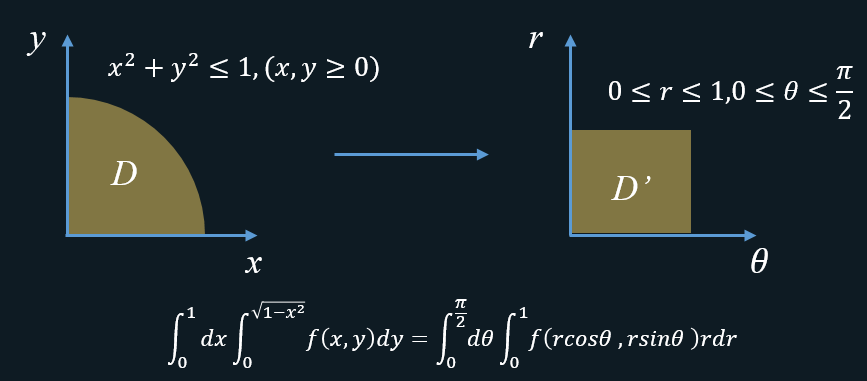 y
x² + y² ≤ 1, (x, y ≥ 0)
D
x
r
0 ≤ r ≤ 1,0 ≤ θ ≤ π/2
D’
θ
∫₀¹ dx ∫₀^√(1−x²) f(x, y)dy = ∫₀^(π/2) dθ ∫₀¹ f(rcosθ , rsinθ )rdr